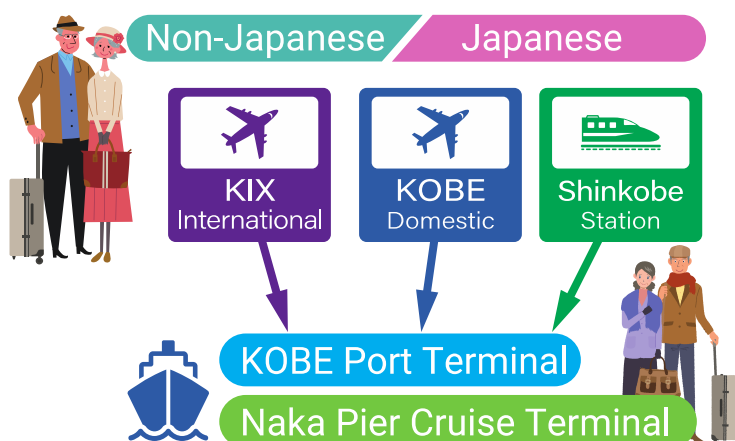 Non-Japanese
Japanese
KIX
International
KOBE
Domestic
Shinkobe
Station
KOBE Port Terminal
Naka Pier Cruise Terminal